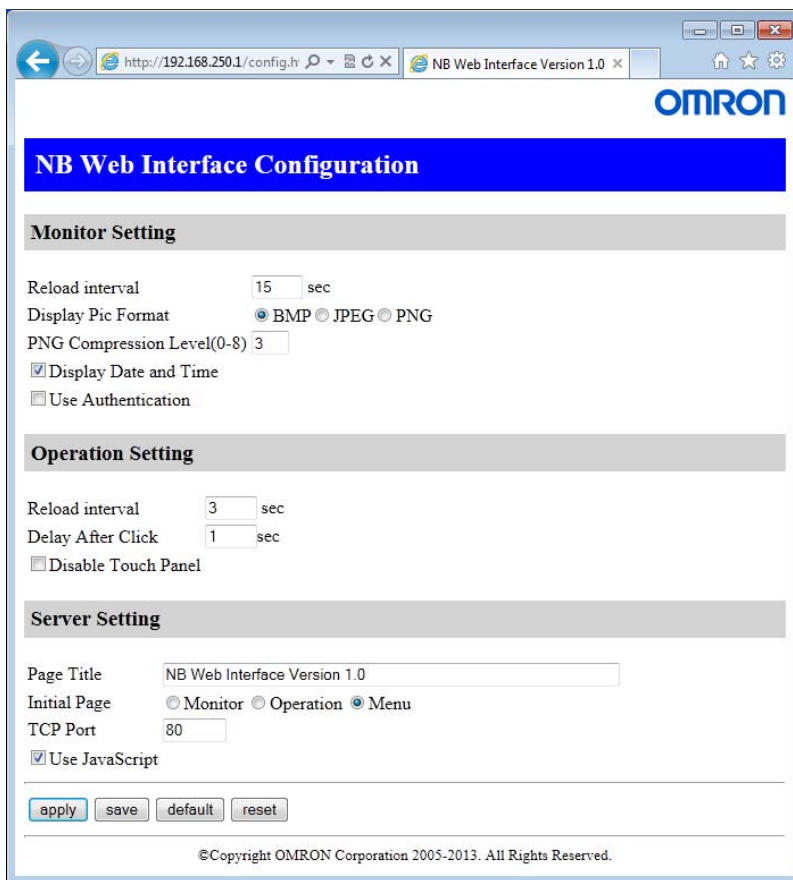 http://192.168.250.1/config.h
NB Web Interface Version 1.0
OMRON
NB Web Interface Configuration
Monitor Setting
Reload interval 15 sec
Display Pic Format BMP JPEG PNG
PNG Compression Level(0-8) 3
Display Date and Time
Use Authentication
Operation Setting
Reload interval 3 sec
Delay After Click 1 sec
Disable Touch Panel
Server Setting
Page Title NB Web Interface Version 1.0
Initial Page Monitor Operation Menu
TCP Port 80
Use JavaScript
apply save default reset
©Copyright OMRON Corporation 2005-2013. All Rights Reserved.